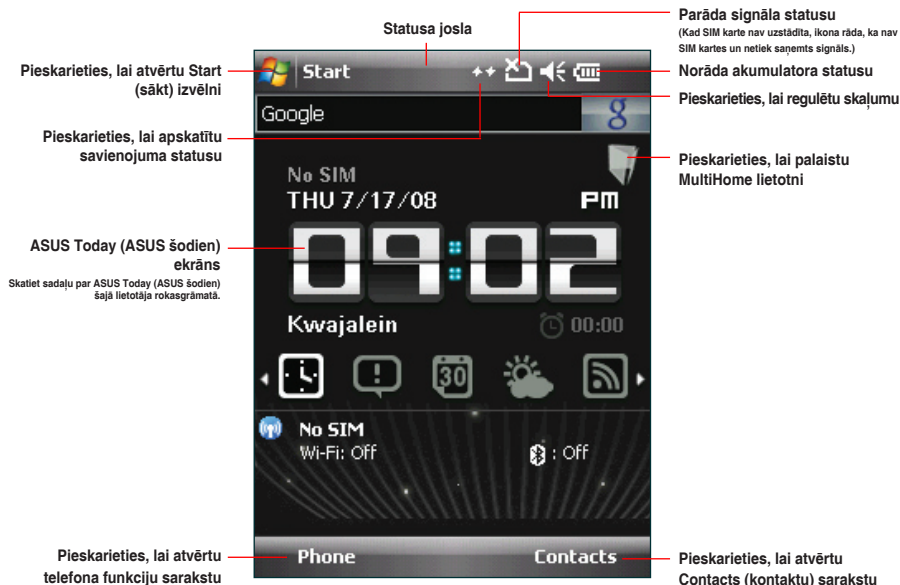 Statusa josla
Parāda signāla statusu
(Kad SIM karte nav uzstādīta, ikona rāda, ka nav
SIM kartes un netiek saņemts signāls.)
Norāda akumulatora statusu
Pieskarieties, lai regulētu skaļumu
Pieskarieties, lai palaistu
MultiHome lietotni
Pieskarieties, lai atvērtu Start
(sākt) izvēlni
Pieskarieties, lai apskatītu
savienojuma statusu
ASUS Today (ASUS šodien)
ekrāns
Skatiet sadaļu par ASUS Today (ASUS šodien)
šajā lietotāja rokasgrāmatā.
Start
Google
g
No SIM
THU 7/17/08
PM
09:02
Kwajalein
00:00
30
No SIM
Wi-Fi: Off
: Off
Phone
Contacts
Pieskarieties, lai atvērtu
telefona funkciju sarakstu
Pieskarieties, lai atvērtu
Contacts (kontaktu) sarakstu